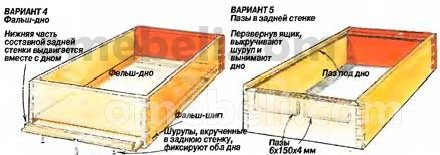 ВАРИАНТ 4
Фальш-дно
Нижняя часть
составной задней
стенки выдвигается
вместе с дном
Фальш-дно
Фальш-шип
Шурупы, вкрученные
в заднюю стенку,
фиксируют оба дна
ВАРИАНТ 5
Пазы в задней стенке
Перевернув ящик,
выкручивают
шуруп и
вынимают
дно
Паз под дно
Пазы
6х150х4 мм